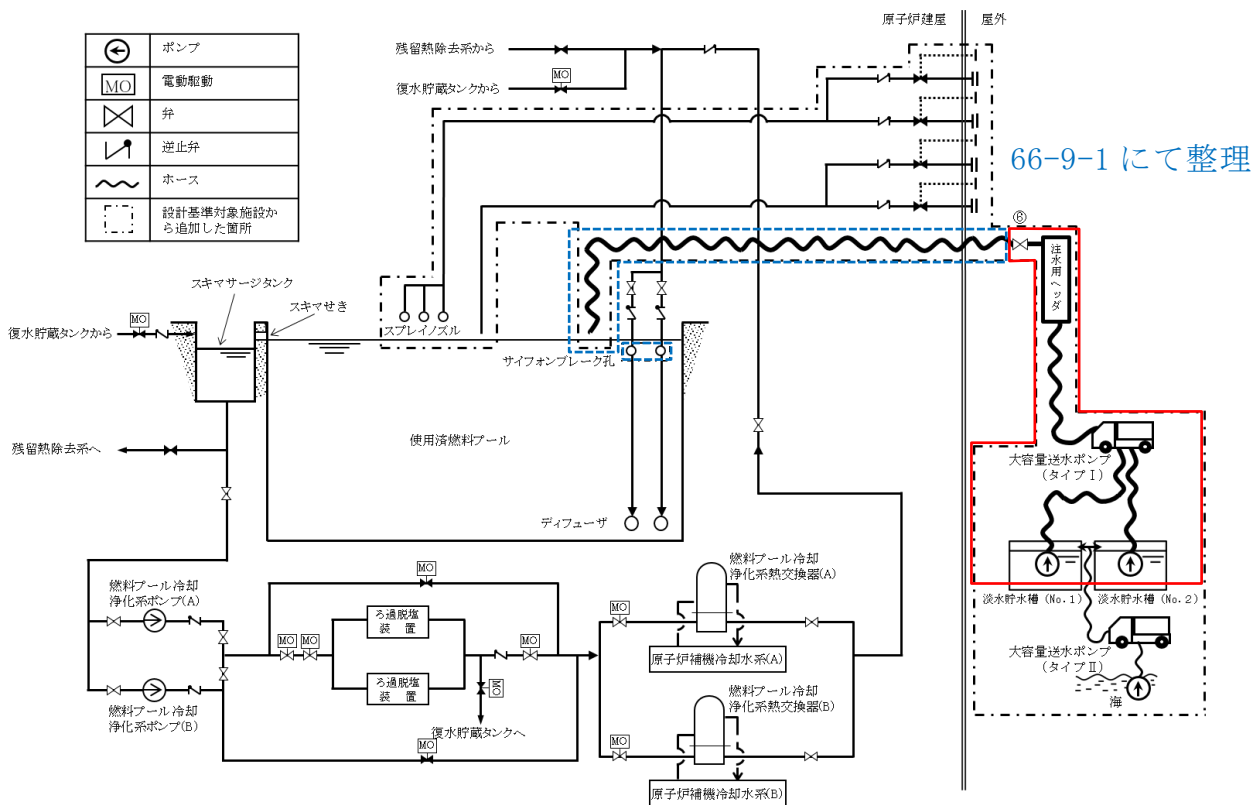 ポンプ
MO
電動駆動
弁
逆止弁
ホース
設計基準対象施設か
ら追加した箇所
残留熱除去系から
復水貯蔵タンクから
MO
原子炉建屋
屋外
66-9-1 にて整理
⑥
注水用ヘッダ
スキマサージタンク
スキマせき
復水貯蔵タンクから
MO
スプレイノズル
サイフォンブレーク孔
使用済燃料プール
残留熱除去系へ
ディフューザ
大容量送水ポンプ
(タイプⅠ)
淡水貯水槽 (No.1)
淡水貯水槽 (No.2)
大容量送水ポンプ
(タイプⅡ)
海
燃料プール冷却
浄化系ポンプ(A)
燃料プール冷却
浄化系ポンプ(B)
MO
MO
MO
ろ過脱塩
装　置
ろ過脱塩
装　置
MO
MO
復水貯蔵タンクへ
MO
燃料プール冷却
浄化系熱交換器(A)
MO
原子炉補機冷却水系(A)
燃料プール冷却
浄化系熱交換器(B)
MO
原子炉補機冷却水系(B)